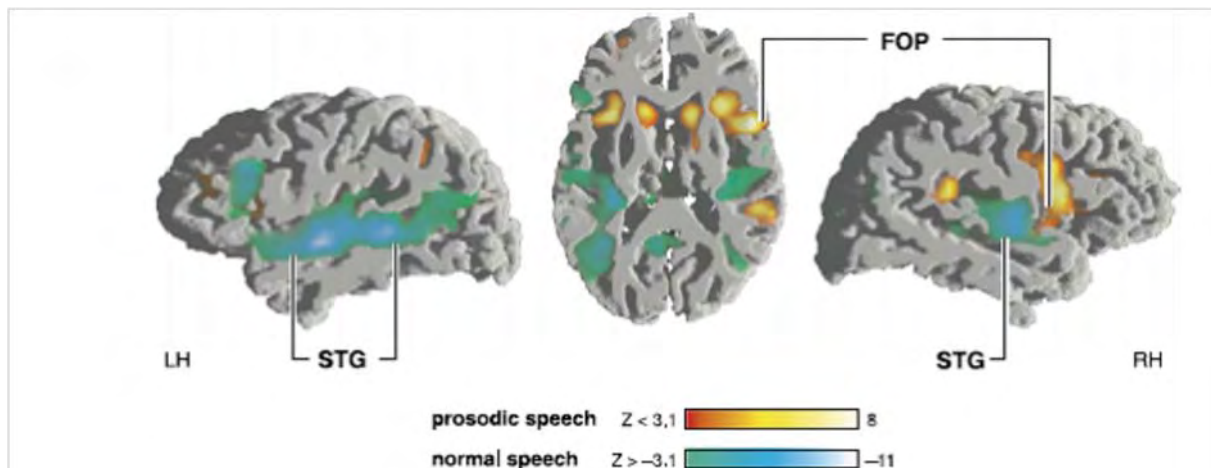 FOP
LH
STG
STG
RH
prosodic speech Z < 3,1 8
normal speech Z > –3,1 –11